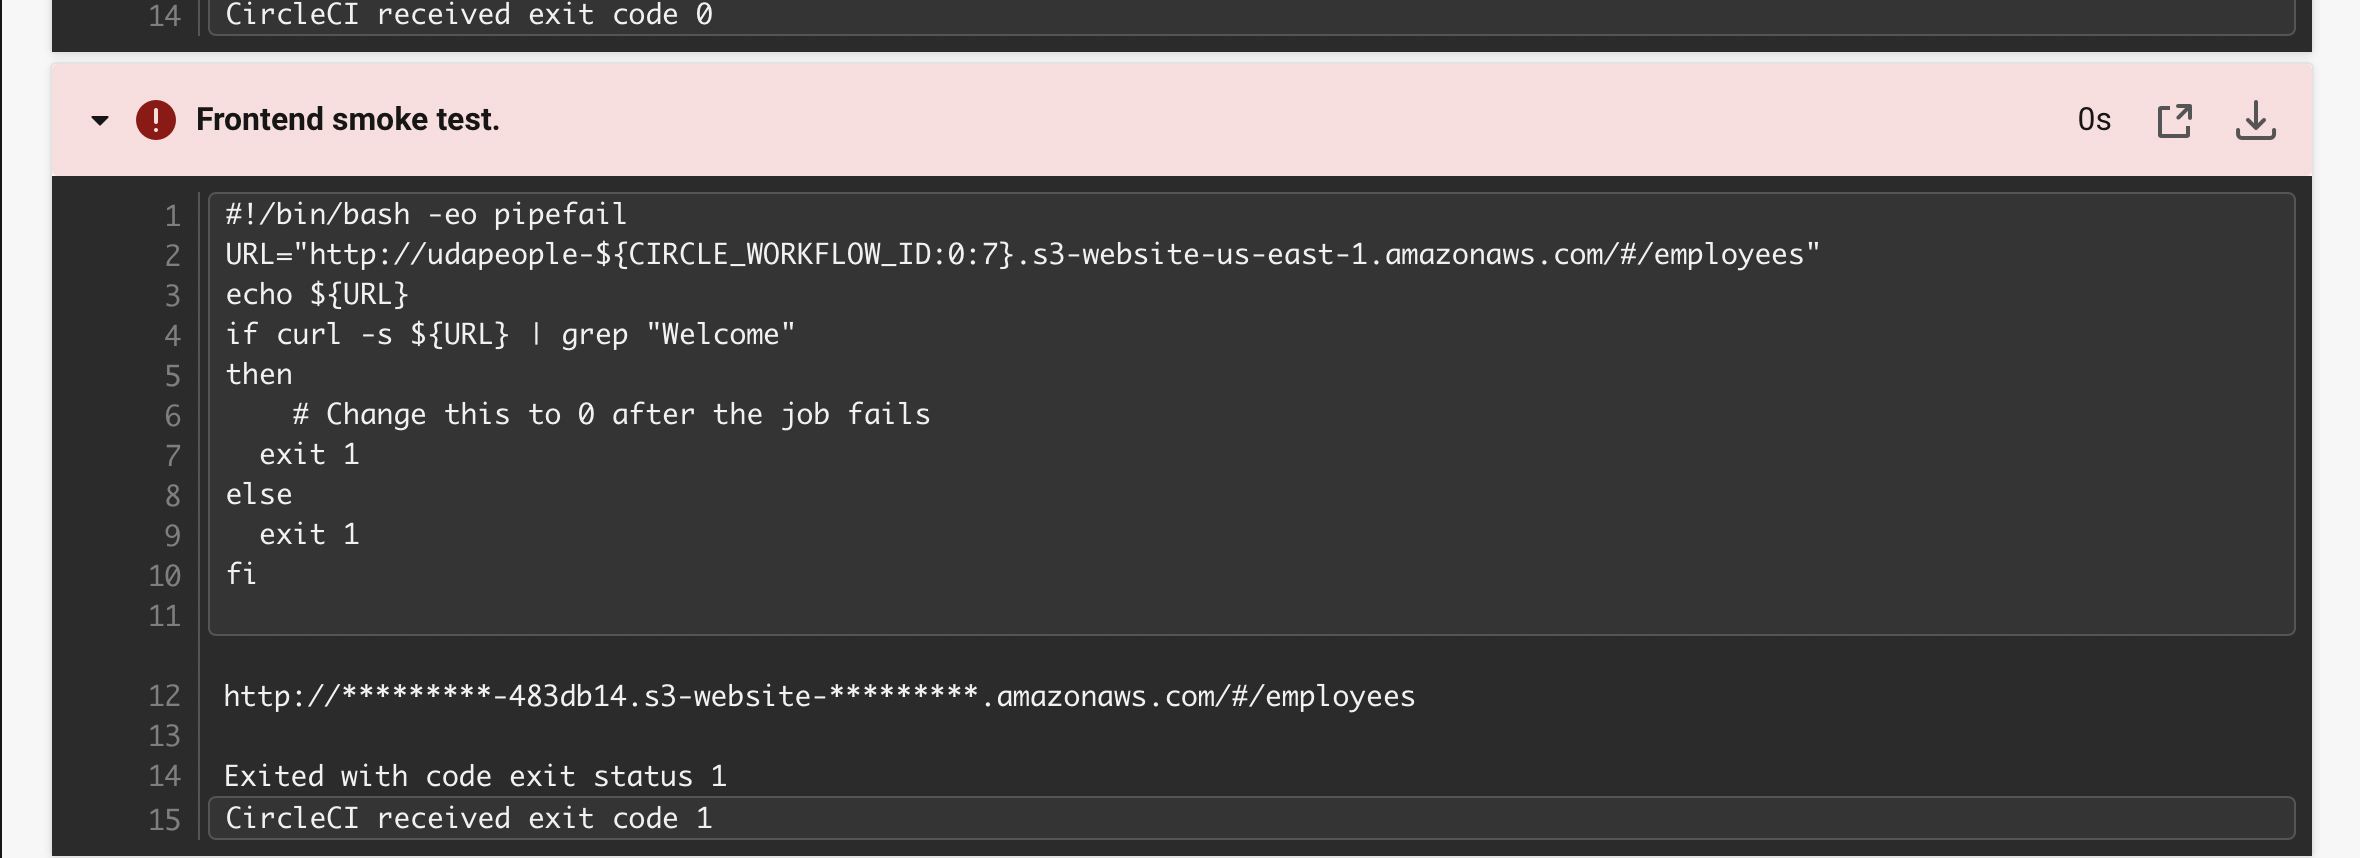 14 CircleCI received exit code 0
Frontend smoke test. 0s
1 #!/bin/bash -eo pipefail
2 URL="http://udapeople-${CIRCLE_WORKFLOW_ID:0:7}.s3-website-us-east-1.amazonaws.com/#/employees"
3 echo ${URL}
4 if curl -s ${URL} | grep "Welcome"
5 then
6     # Change this to 0 after the job fails
7   exit 1
8 else
9   exit 1
10 fi
11
12 http://*********-483db14.s3-website-*********.amazonaws.com/#/employees
13
14 Exited with code exit status 1
15 CircleCI received exit code 1